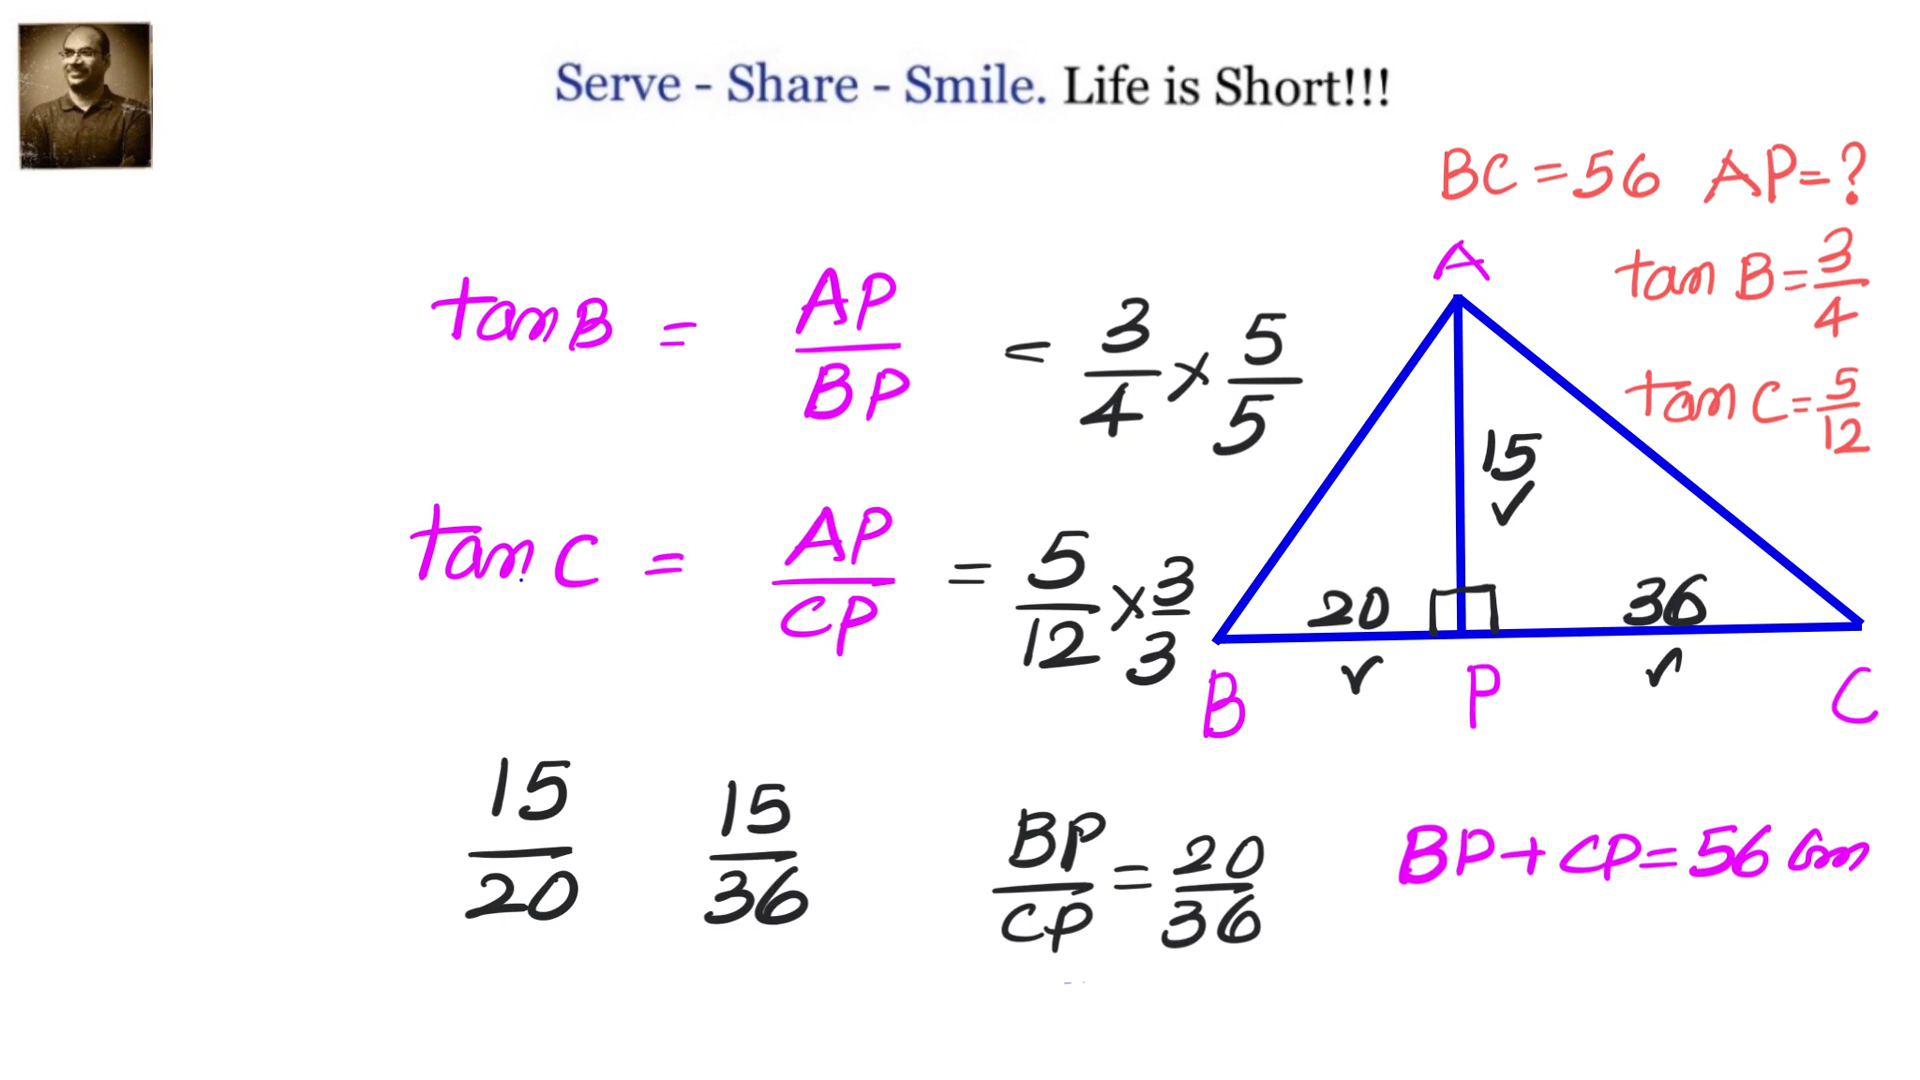 Serve - Share - Smile. Life is Short!!!
BC = 56 AP = ?
tan B = 3/4
tan C = 5/12
tan B = AP/BP = 3/4 × 5/5
tan C = AP/CP = 5/12 × 3/3
A
15 ✓
20 ✓
36 ✓
B P C
15/20 15/36
BP/CP = 20/36
BP + CP = 56 cm